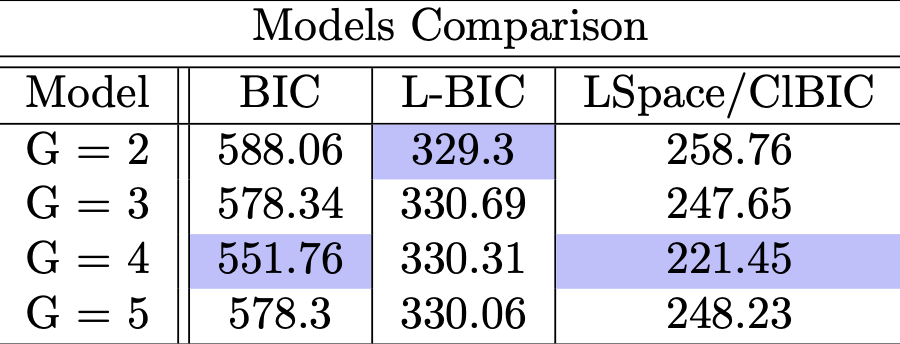 Models Comparison
Model BIC L-BIC LSpace/ClBIC
G = 2 588.06 329.3 258.76
G = 3 578.34 330.69 247.65
G = 4 551.76 330.31 221.45
G = 5 578.3 330.06 248.23